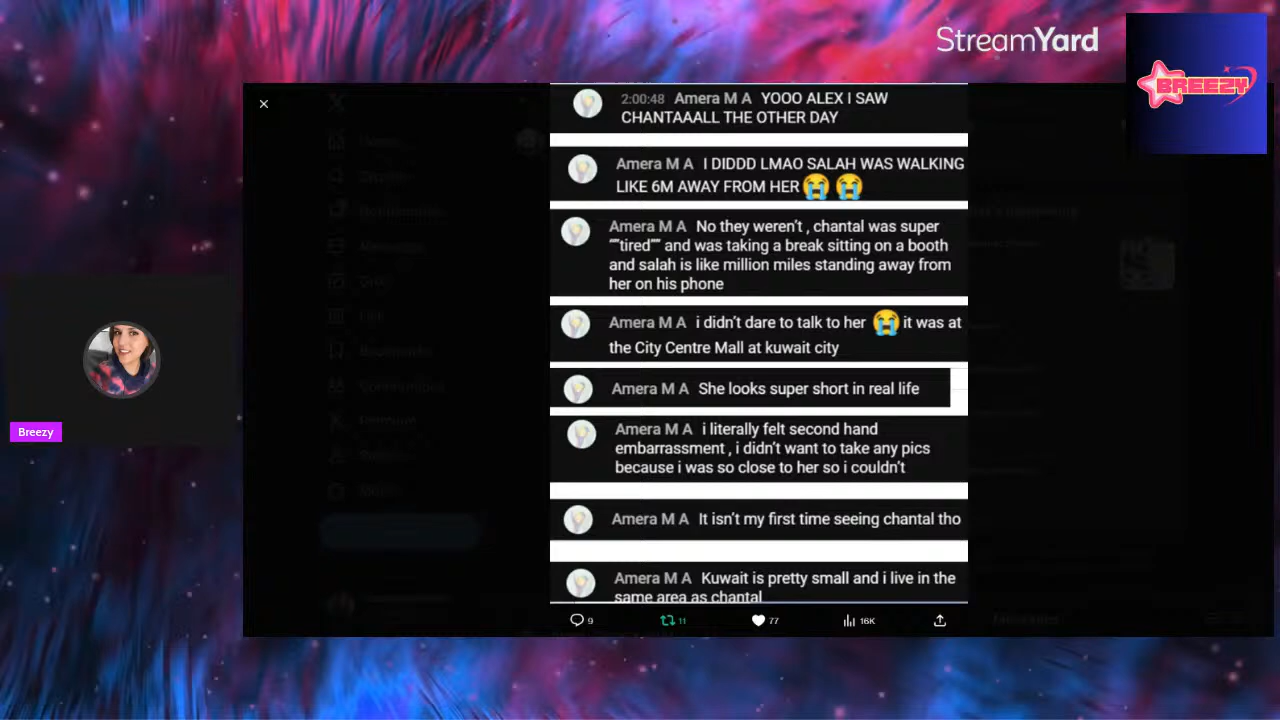 StreamYard
BREEZY
2:00:48 Amera M A YOOO ALEX I SAW
CHANTAAALL THE OTHER DAY
Amera M A I DIDDD LMAO SALAH WAS WALKING
LIKE 6M AWAY FROM HER😭 😭
Amera M A No they weren't , chantal was super
""tired"" and was taking a break sitting on a booth
and salah is like million miles standing away from
her on his phone
Amera M A i didn't dare to talk to her 😭 it was at
the City Centre Mall at kuwait city
Amera M A She looks super short in real life
Amera M A i literally felt second hand
embarrassment , i didn't want to take any pics
because i was so close to her so i couldn't
Amera M A It isn't my first time seeing chantal tho
Amera M A Kuwait is pretty small and i live in the
same area as chantal
9 11 77 16K
Breezy